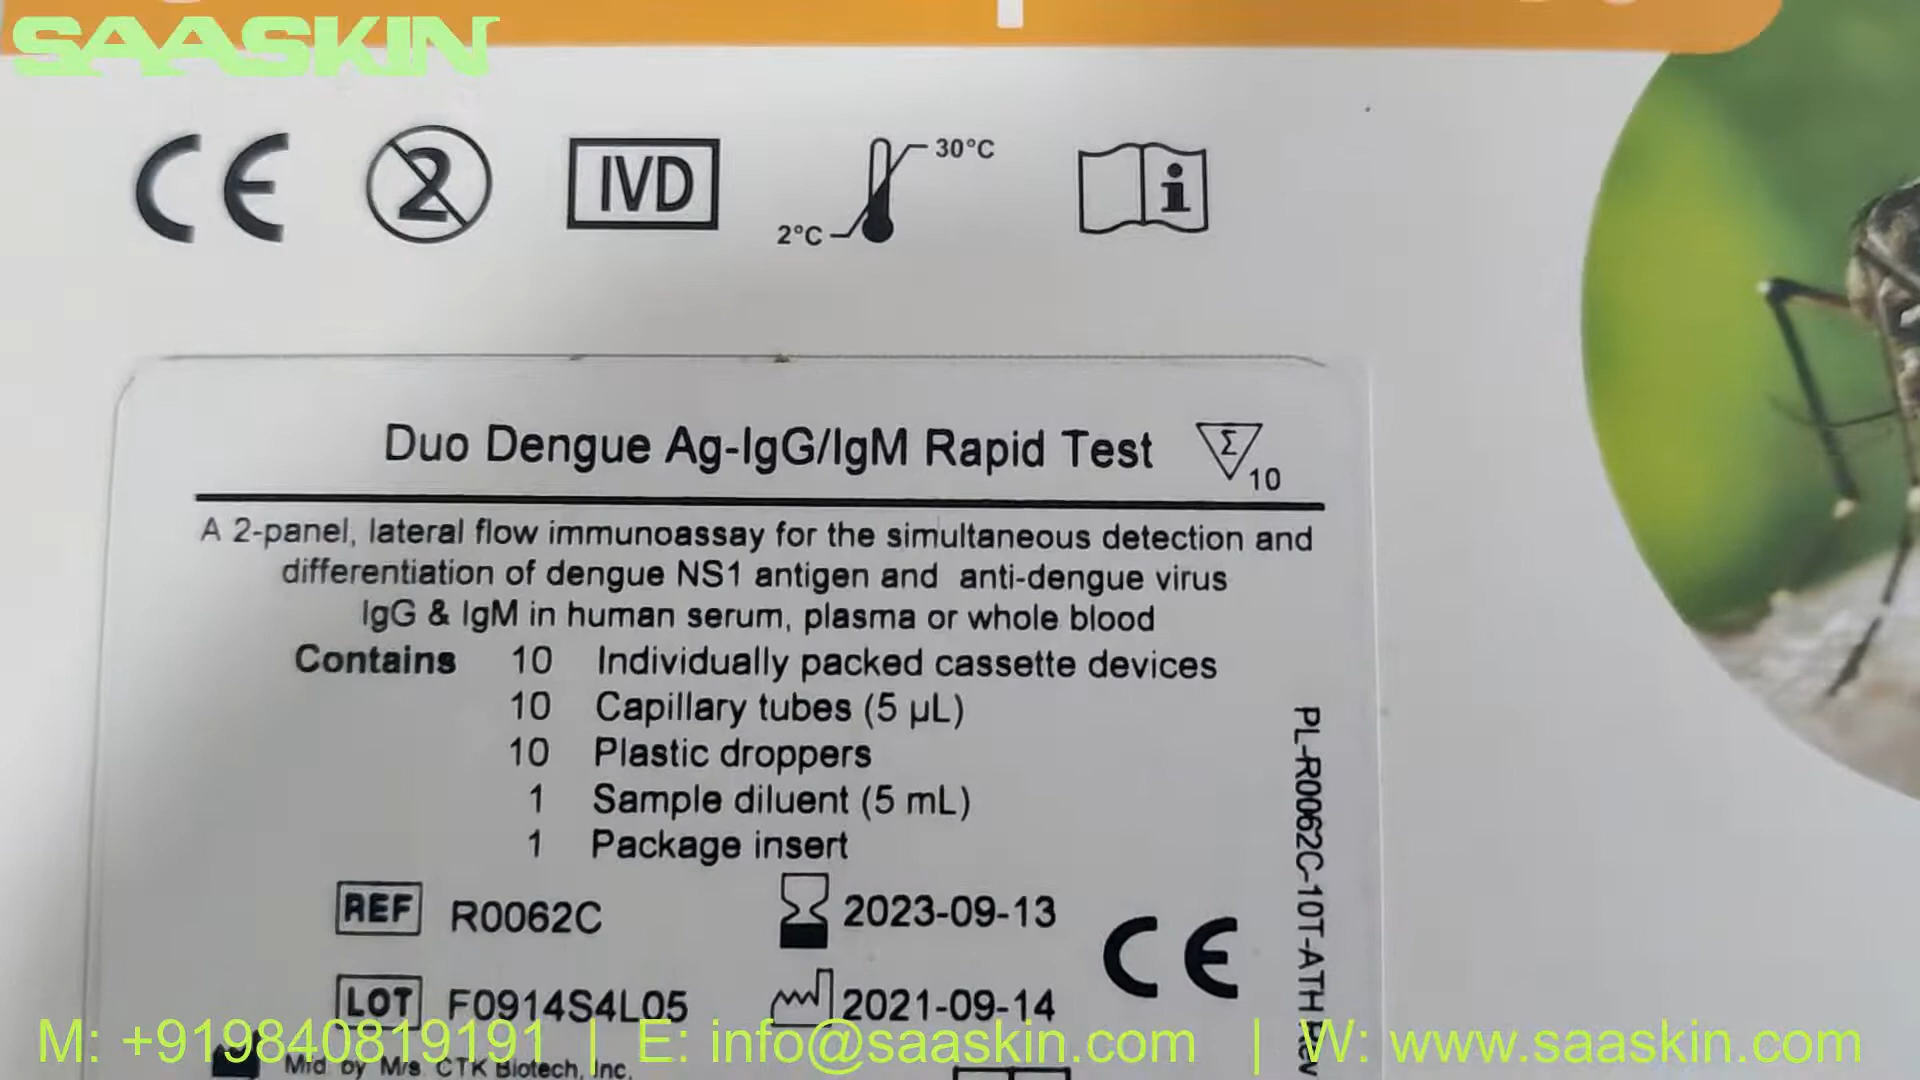 SAASKIN
CE 2 IVD 2°C 30°C i
Duo Dengue Ag-IgG/IgM Rapid Test Σ 10
A 2-panel, lateral flow immunoassay for the simultaneous detection and
differentiation of dengue NS1 antigen and anti-dengue virus
IgG & IgM in human serum, plasma or whole blood
Contains 10 Individually packed cassette devices
10 Capillary tubes (5 µL)
10 Plastic droppers
1 Sample diluent (5 mL)
1 Package insert
REF R0062C 2023-09-13
LOT F0914S4L05 2021-09-14
CE
PL-R0062C-10T-ATH Rev
M: +919840819191 | E: info@saaskin.com | W: www.saaskin.com
Mfd by M/s CTK Biotech, Inc.